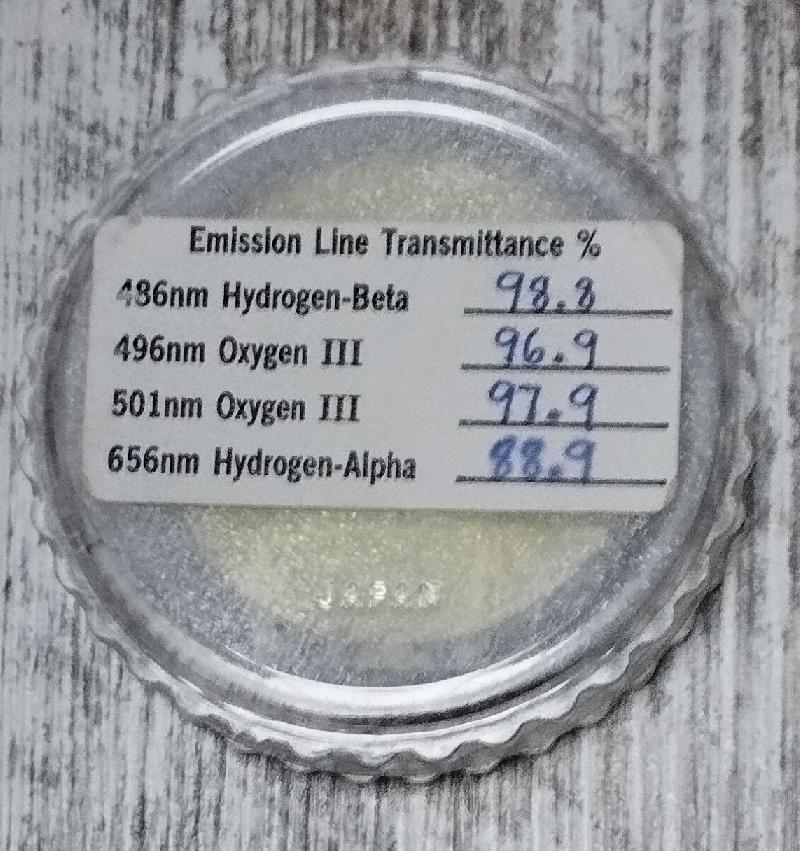 Emission Line Transmittance %
486nm Hydrogen-Beta 98.8
496nm Oxygen III 96.9
501nm Oxygen III 97.9
656nm Hydrogen-Alpha 88.9
JAPAN